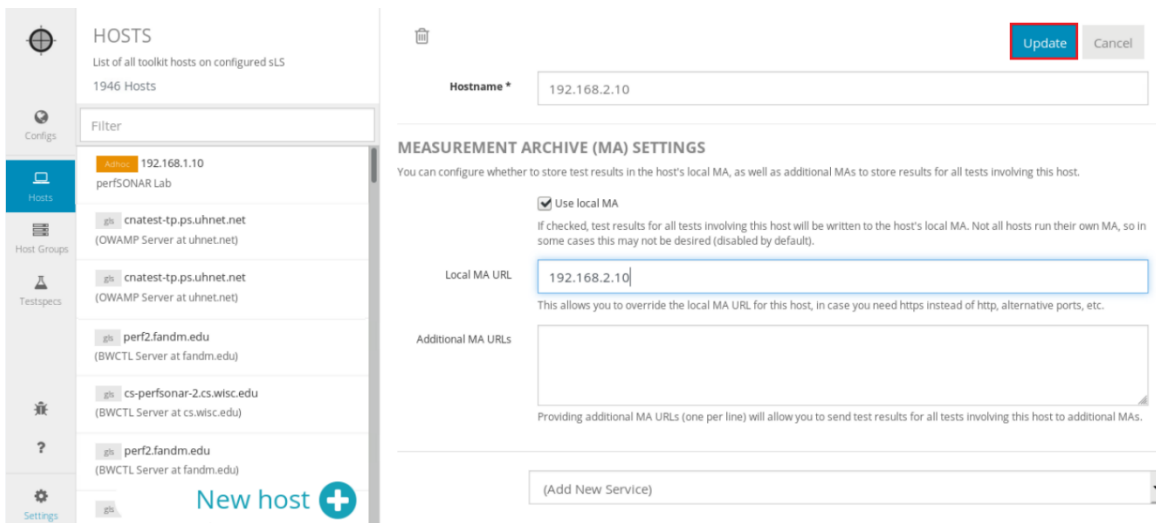 Configs
Hosts
Host Groups
Testspecs
?
Settings
HOSTS
List of all toolkit hosts on configured sLS
1946 Hosts
Filter
Adhoc 192.168.1.10
perfSONAR Lab
gls cnatest-tp.ps.uhnet.net
(OWAMP Server at uhnet.net)
gls cnatest-tp.ps.uhnet.net
(OWAMP Server at uhnet.net)
gls perf2.fandm.edu
(BWCTL Server at fandm.edu)
gls cs-perfsonar-2.cs.wisc.edu
(BWCTL Server at cs.wisc.edu)
gls perf2.fandm.edu
(BWCTL Server at fandm.edu)
gls
New host
Update
Cancel
Hostname *
192.168.2.10
MEASUREMENT ARCHIVE (MA) SETTINGS
You can configure whether to store test results in the host's local MA, as well as additional MAs to store results for all tests involving this host.
Use local MA
If checked, test results for all tests involving this host will be written to the host's local MA. Not all hosts run their own MA, so in
some cases this may not be desired (disabled by default).
Local MA URL
192.168.2.10
This allows you to override the local MA URL for this host, in case you need https instead of http, alternative ports, etc.
Additional MA URLs
Providing additional MA URLs (one per line) will allow you to send test results for all tests involving this host to additional MAs.
(Add New Service)